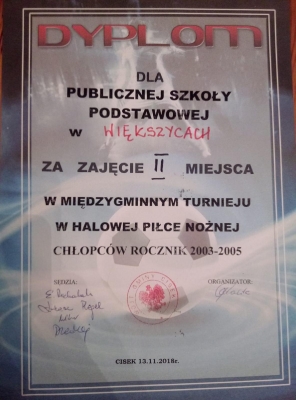 DYPLOM
DLA
PUBLICZNEJ SZKOŁY
PODSTAWOWEJ
w WIĘKSZYCACH
ZA ZAJĘCIE II MIEJSCA
W MIĘDZYGMINNYM TURNIEJU
W HALOWEJ PIŁCE NOŻNEJ
CHŁOPCÓW ROCZNIK 2003-2005
SĘDZIA: ORGANIZATOR:
CISEK 13.11.2018r.